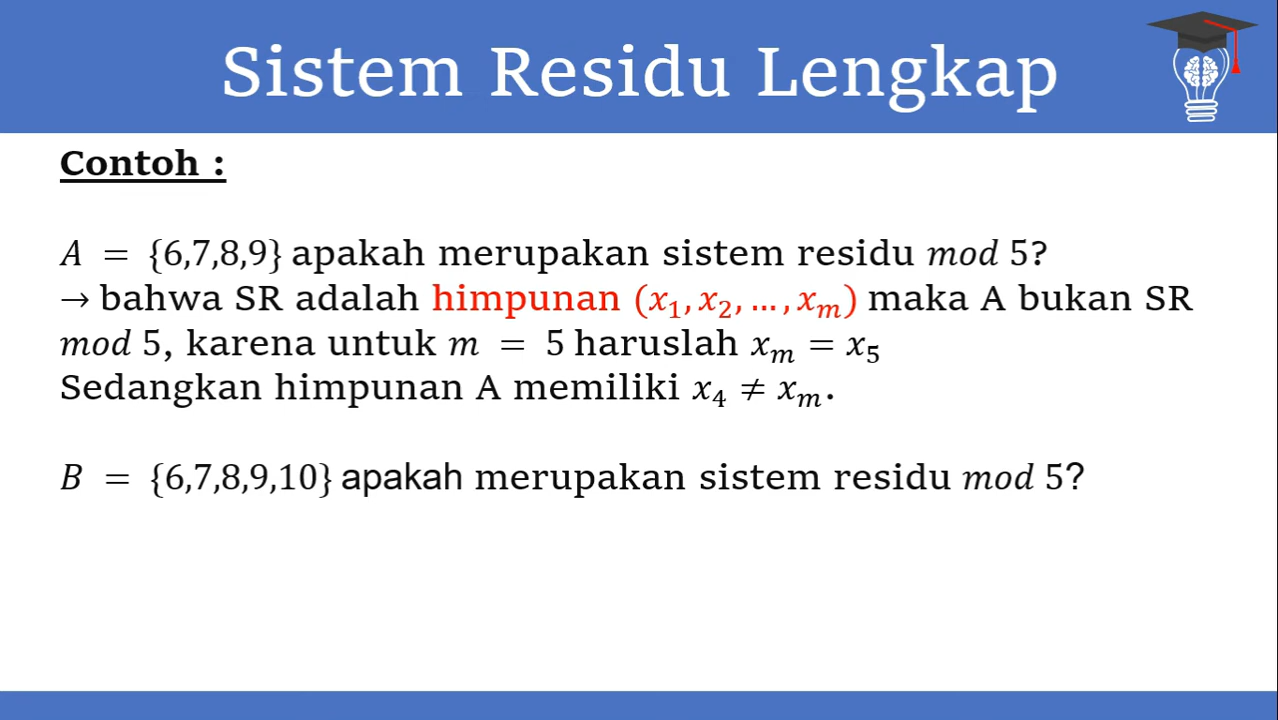 Sistem Residu Lengkap
Contoh :
A = {6,7,8,9} apakah merupakan sistem residu mod 5?
→ bahwa SR adalah himpunan (x₁, x₂, … , xₘ) maka A bukan SR
mod 5, karena untuk m = 5 haruslah xₘ = x₅
Sedangkan himpunan A memiliki x₄ ≠ xₘ.
B = {6,7,8,9,10} apakah merupakan sistem residu mod 5?